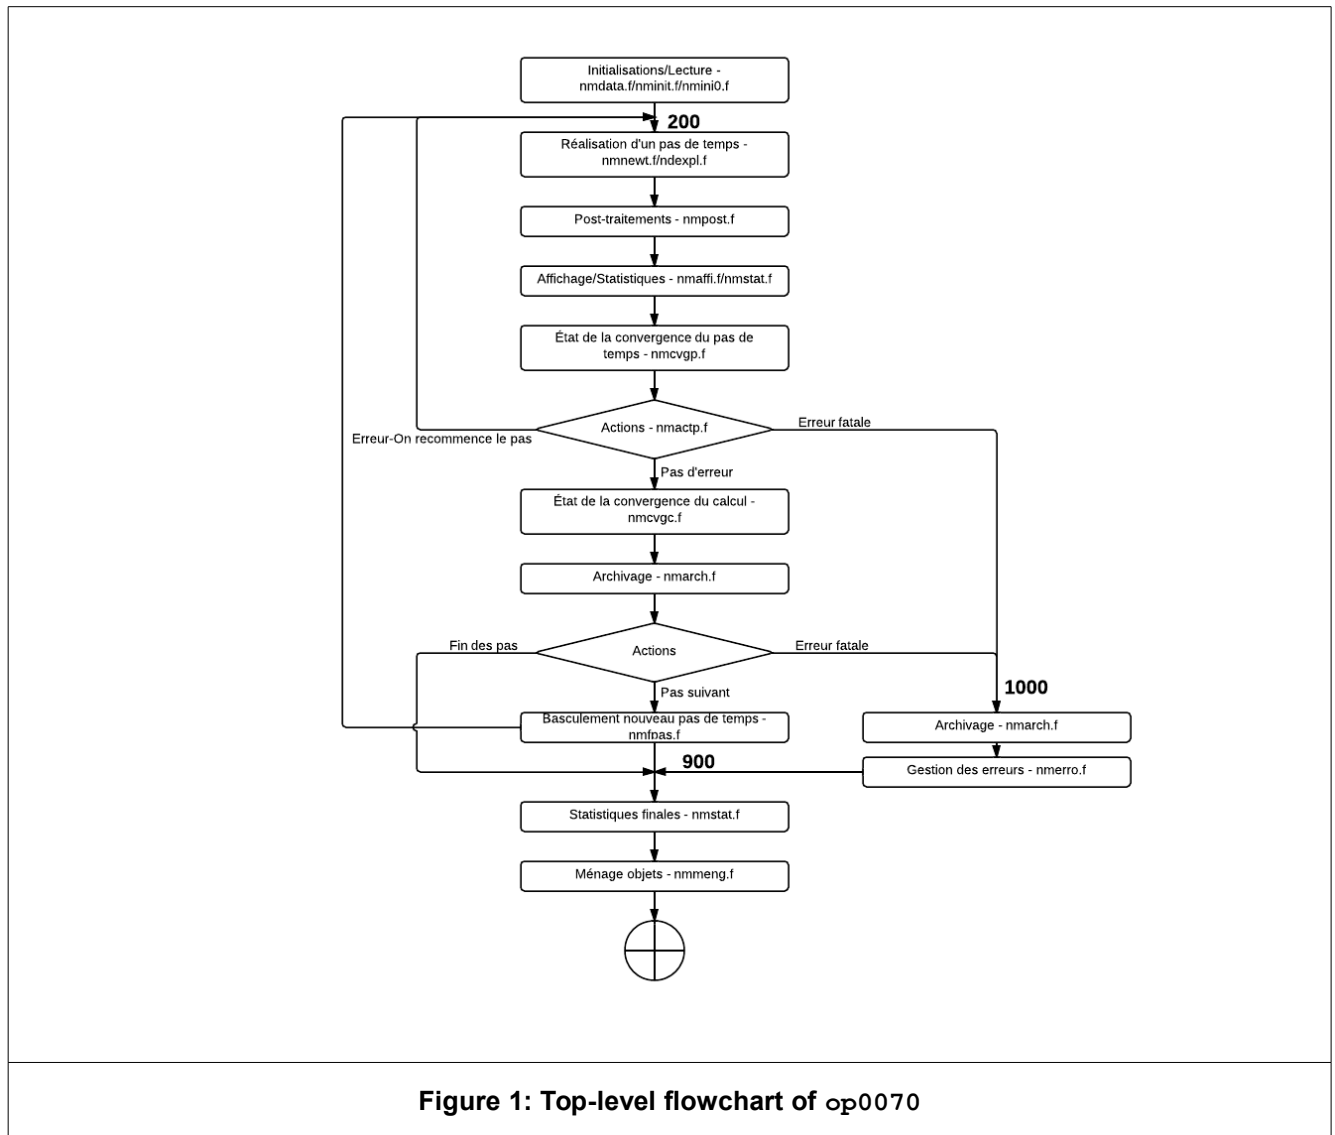 Initialisations/Lecture -
nmdata.f/nminit.f/nmini0.f
200
Réalisation d'un pas de temps -
nmnewt.f/ndexpl.f
Post-traitements - nmpost.f
Affichage/Statistiques - nmaffi.f/nmstat.f
État de la convergence du pas de
temps - nmcvgp.f
Actions - nmactp.f
Erreur fatale
Erreur-On recommence le pas
Pas d'erreur
État de la convergence du calcul -
nmcvgc.f
Archivage - nmarch.f
Fin des pas
Actions
Erreur fatale
Pas suivant
1000
Basculement nouveau pas de temps -
nmfpas.f
Archivage - nmarch.f
900
Gestion des erreurs - nmerro.f
Statistiques finales - nmstat.f
Ménage objets - nmmeng.f
Figure 1: Top-level flowchart of op0070